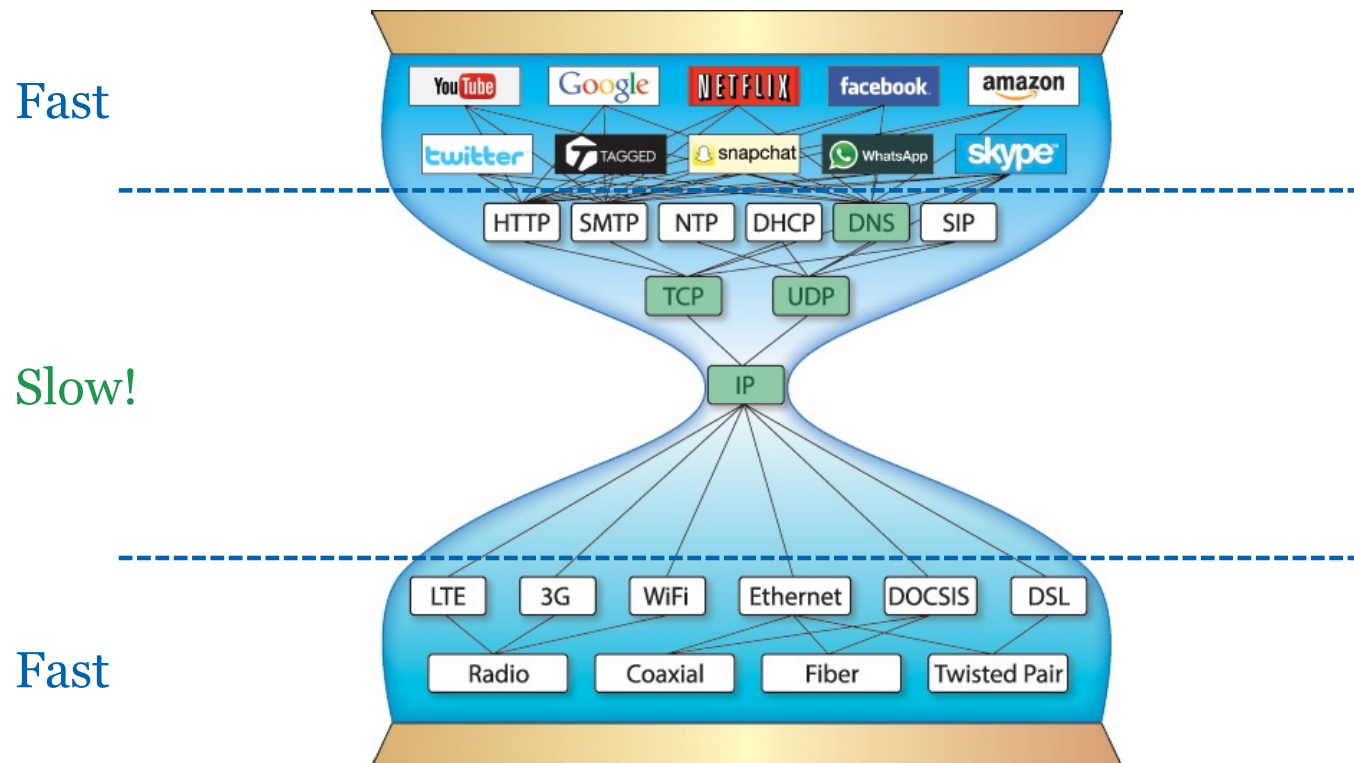 Fast
YouTube Google NETFLIX facebook amazon
twitter TAGGED snapchat WhatsApp skype
HTTP SMTP NTP DHCP DNS SIP
TCP UDP
Slow!
IP
LTE 3G WiFi Ethernet DOCSIS DSL
Fast
Radio Coaxial Fiber Twisted Pair